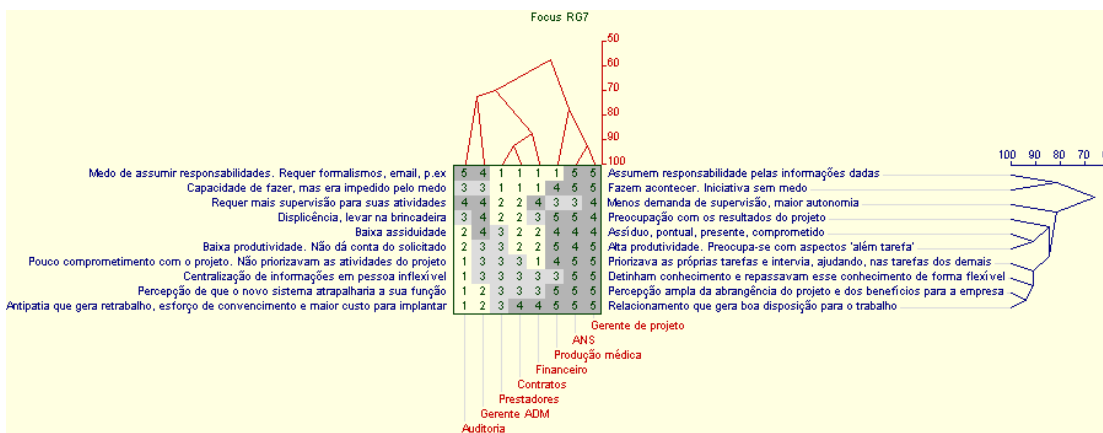 Focus RG7
50
60
70
80
90
100
100 90 80 70
Medo de assumir responsabilidades. Requer formalismos, email, p.ex 5 4 1 1 1 1 5 5 Assumem responsabilidade pelas informações dadas
Capacidade de fazer, mas era impedido pelo medo 3 3 1 1 1 4 5 5 Fazem acontecer. Iniciativa sem medo
Requer mais supervisão para suas atividades 4 4 2 2 4 3 3 4 Menos demanda de supervisão, maior autonomia
Displicência, levar na brincadeira 3 4 2 2 3 5 5 4 Preocupação com os resultados do projeto
Baixa assiduidade 2 4 3 2 2 4 4 4 Assíduo, pontual, presente, comprometido
Baixa produtividade. Não dá conta do solicitado 2 3 3 2 2 5 4 5 Alta produtividade. Preocupa-se com aspectos 'além tarefa'
Pouco comprometimento com o projeto. Não priorizavam as atividades do projeto 1 3 3 3 1 4 5 5 Priorizava as próprias tarefas e intervia, ajudando, nas tarefas dos demais
Centralização de informações em pessoa inflexível 1 3 3 3 3 3 5 5 Detinham conhecimento e repassavam esse conhecimento de forma flexível
Percepção de que o novo sistema atrapalharia a sua função 1 2 3 3 3 5 5 5 Percepção ampla da abrangência do projeto e dos benefícios para a empresa
Antipatia que gera retrabalho, esforço de convencimento e maior custo para implantar 1 2 3 4 4 5 5 5 Relacionamento que gera boa disposição para o trabalho
Gerente de projeto
ANS
Produção médica
Financeiro
Contratos
Prestadores
Gerente ADM
Auditoria